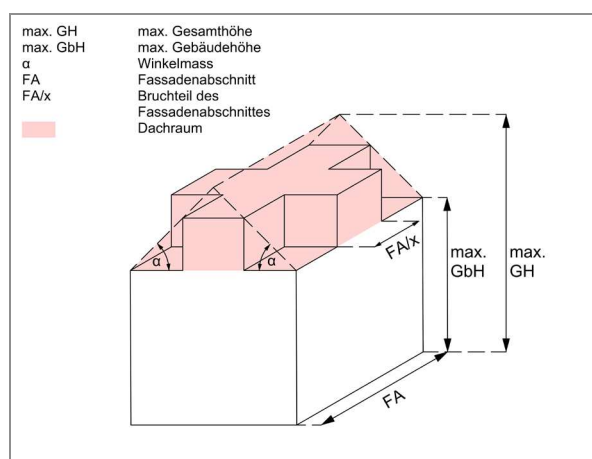 max. GH max. Gesamthöhe
max. GbH max. Gebäudehöhe
α Winkelmass
FA Fassadenabschnitt
FA/x Bruchteil des
Fassadenabschnittes
Dachraum
α
α
FA/x
max.
GbH
max.
GH
FA